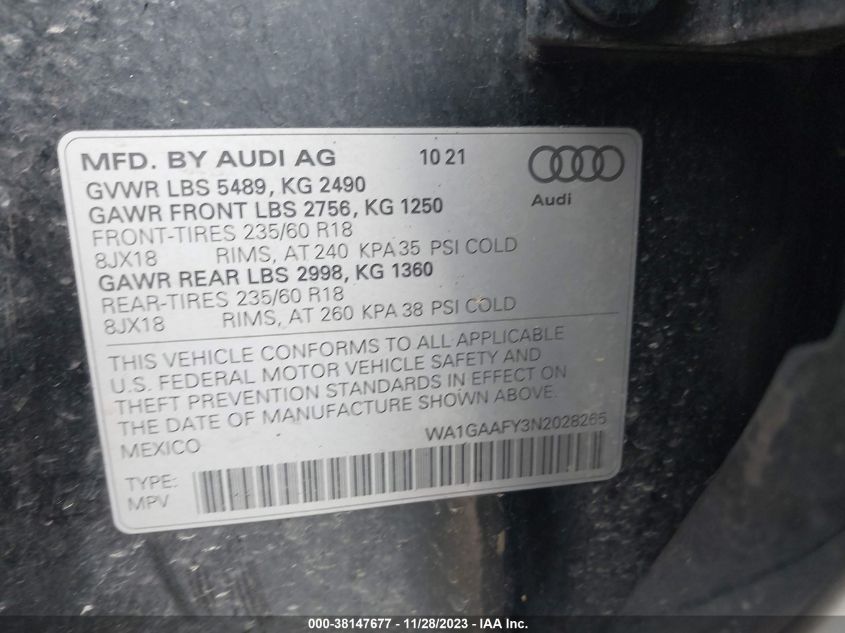 MFD. BY AUDI AG 10 21
Audi
GVWR LBS 5489, KG 2490
GAWR FRONT LBS 2756, KG 1250
FRONT-TIRES 235/60 R18
8JX18 RIMS, AT 240 KPA 35 PSI COLD
GAWR REAR LBS 2998, KG 1360
REAR-TIRES 235/60 R18
8JX18 RIMS, AT 260 KPA 38 PSI COLD
THIS VEHICLE CONFORMS TO ALL APPLICABLE
U.S. FEDERAL MOTOR VEHICLE SAFETY AND
THEFT PREVENTION STANDARDS IN EFFECT ON
THE DATE OF MANUFACTURE SHOWN ABOVE.
MEXICO WA1GAAFY3N2028265
TYPE:
MPV
000-38147677 - 11/28/2023 - IAA Inc.